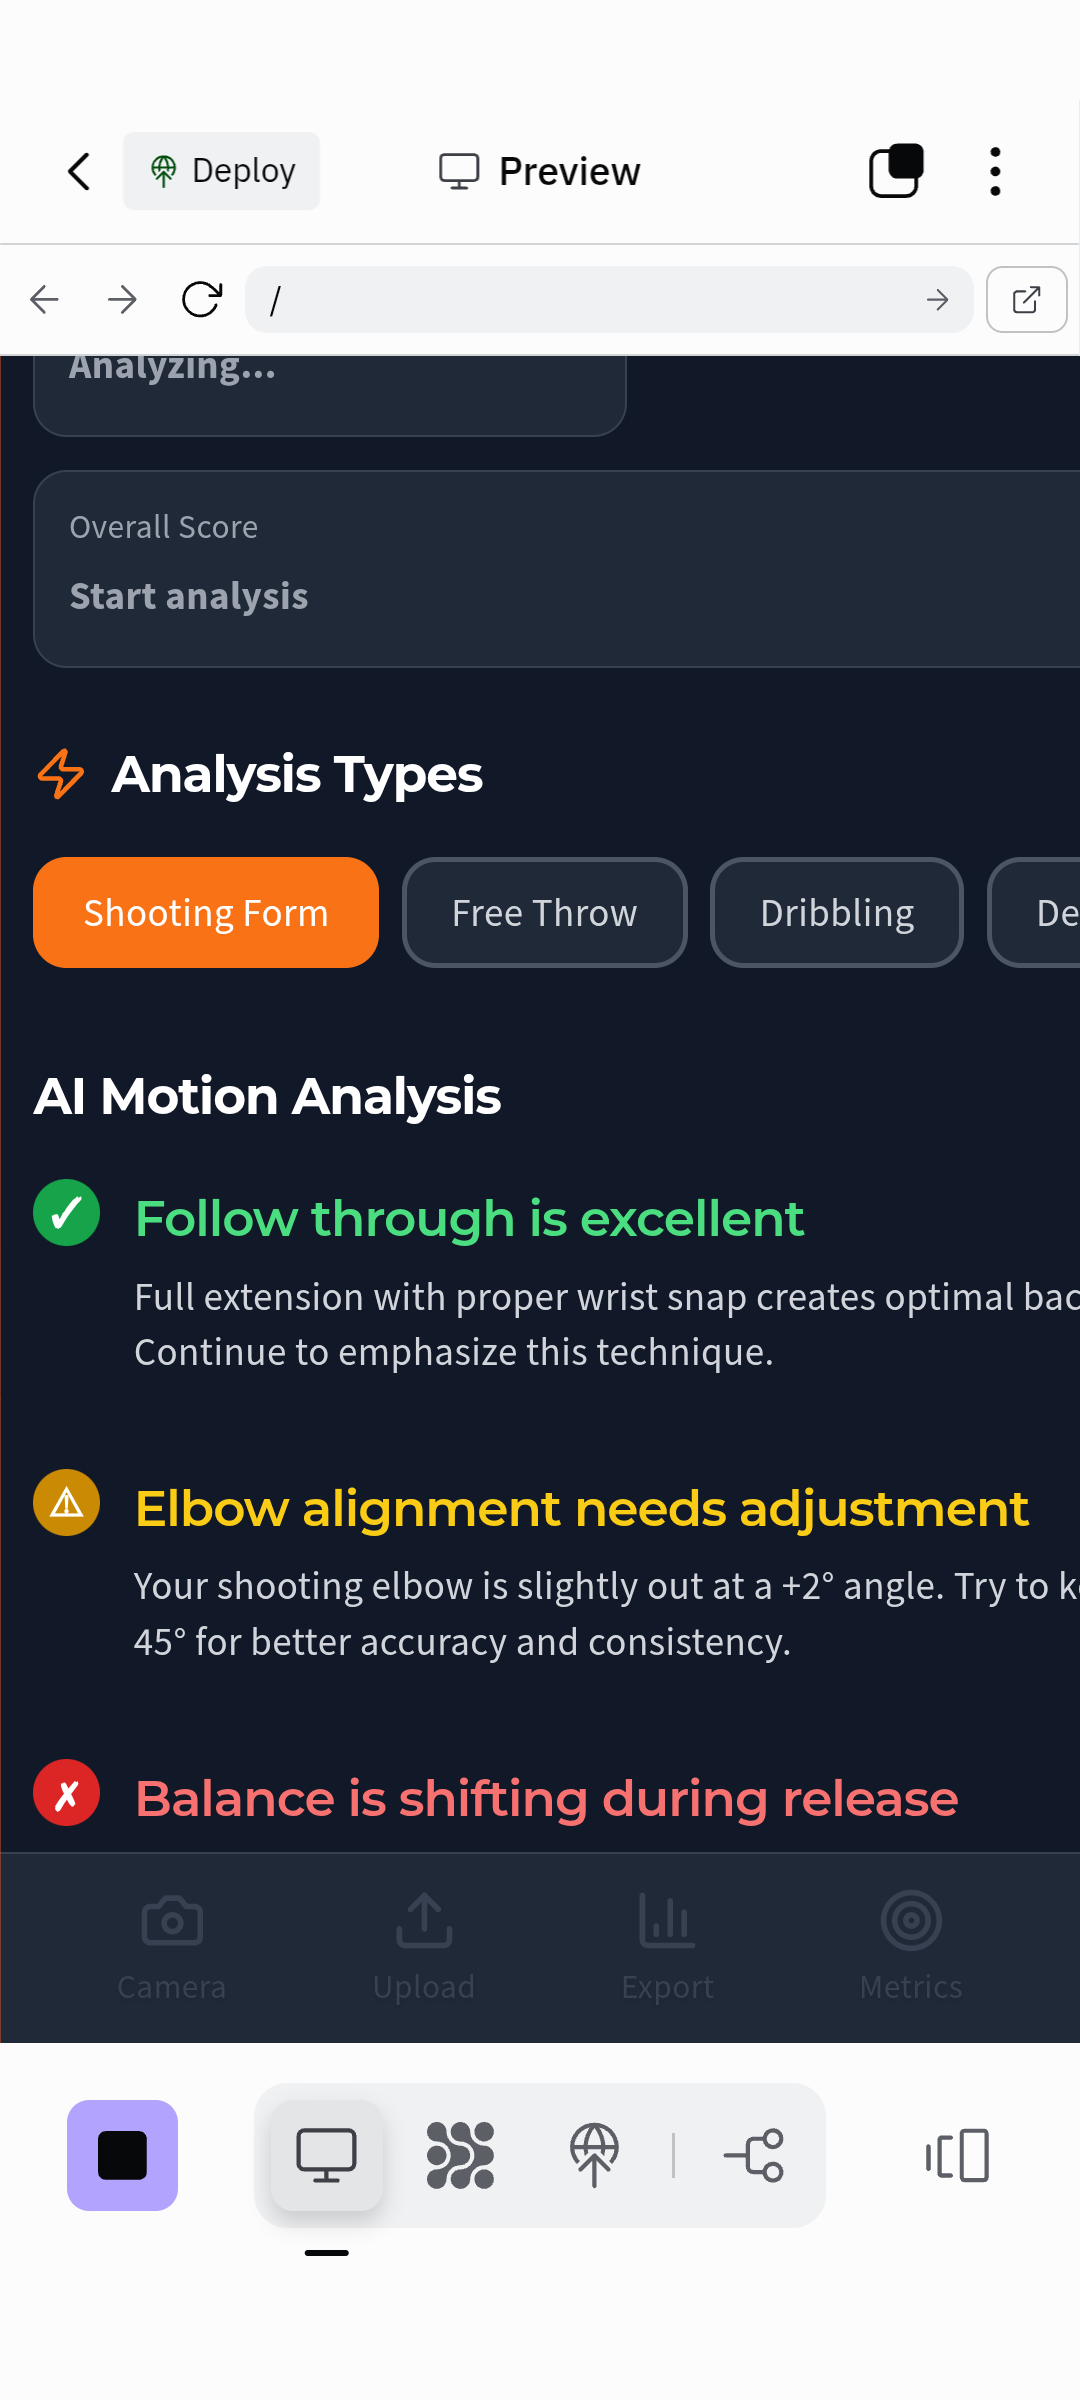 Deploy
Preview
/
Analyzing...
Overall Score
Start analysis
Analysis Types
Shooting Form
Free Throw
Dribbling
AI Motion Analysis
Follow through is excellent
Full extension with proper wrist snap creates optimal
Continue to emphasize this technique.
Elbow alignment needs adjustment
Your shooting elbow is slightly out at a +2° angle. Try to
45° for better accuracy and consistency.
Balance is shifting during release
Camera
Upload
Export
Metrics